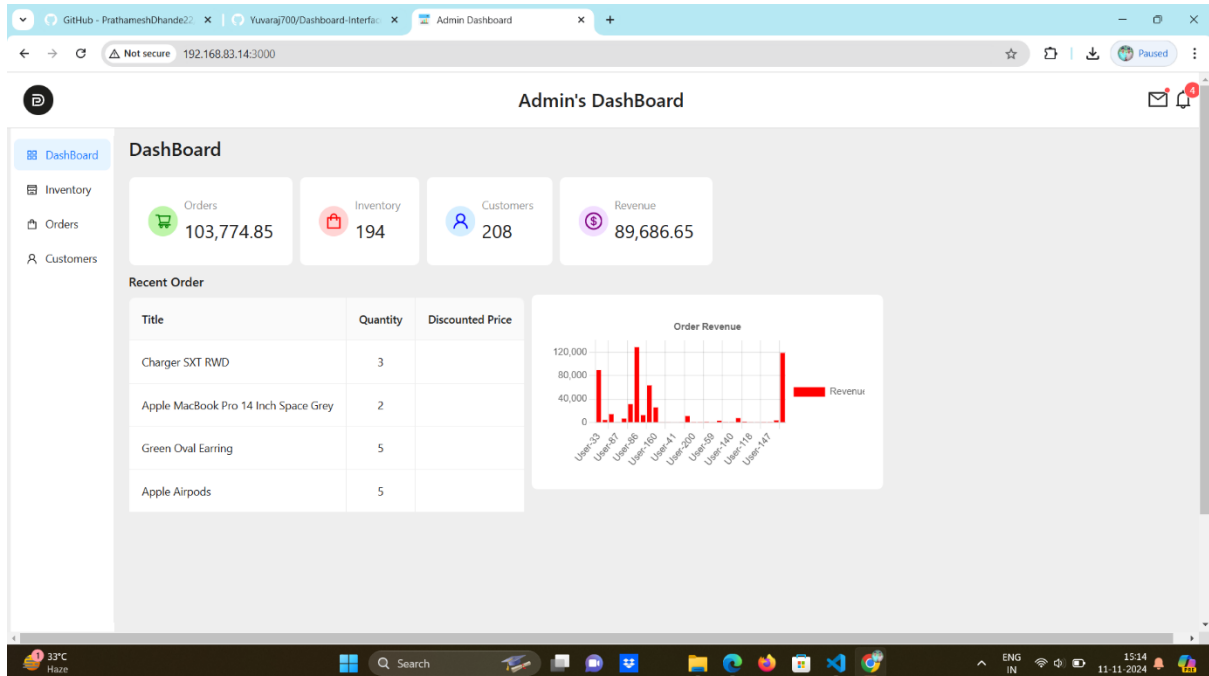 GitHub - PrathameshDhande22
Yuvaraj700/Dashboard-Interfac
Admin Dashboard
Not secure 192.168.83.14:3000
Paused
Admin's DashBoard
4
DashBoard
Inventory
Orders
Customers
DashBoard
Orders
103,774.85
Inventory
194
Customers
208
Revenue
89,686.65
Recent Order
Title Quantity Discounted Price
Charger SXT RWD 3
Apple MacBook Pro 14 Inch Space Grey 2
Green Oval Earring 5
Apple Airpods 5
Order Revenue
120,000
80,000
40,000
0
User-33 User-87 User-86 User-160 User-41 User-200 User-59 User-140 User-118 User-147
Revenue
33°C
Haze
Search
ENG
IN
15:14
11-11-2024